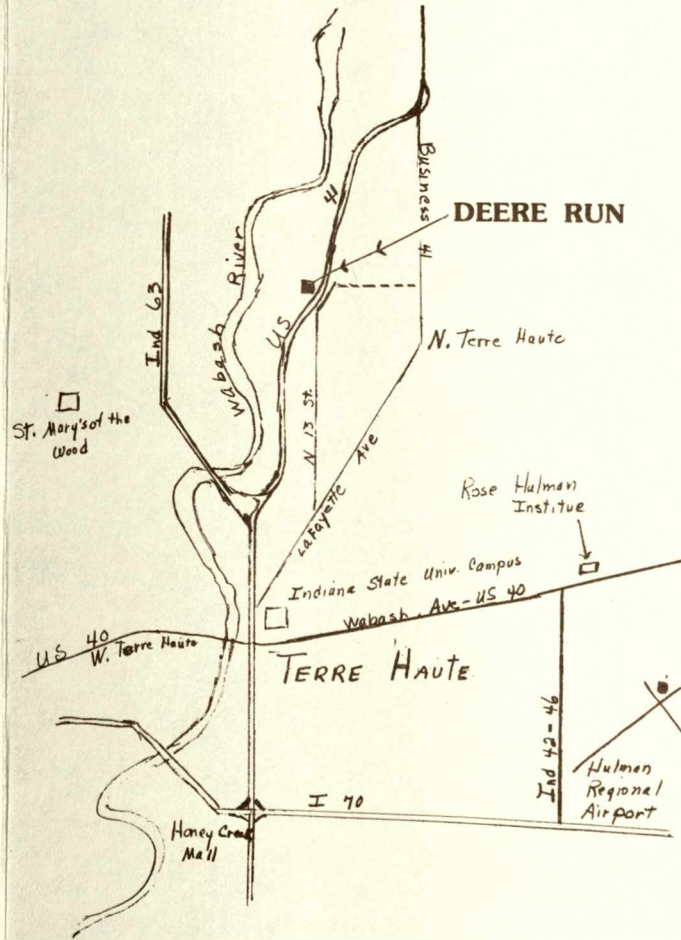 Business 41
DEERE RUN
41
River
Wabash
US
Ind 63
N. Terre Haute
St. Mary's of the
Wood
N 13 St.
Lafayette Ave
Rose Hulman
Institue
Indiana State Univ. Campus
Wabash Ave - US 40
US 40
W. Terre Haute
TERRE HAUTE
Ind 42-46
Hulman
Regional
Airport
I 70
Honey Creek
Mall